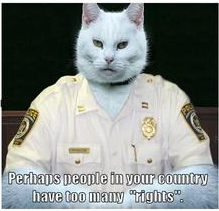 Perhaps people in your country
have too many "rights".